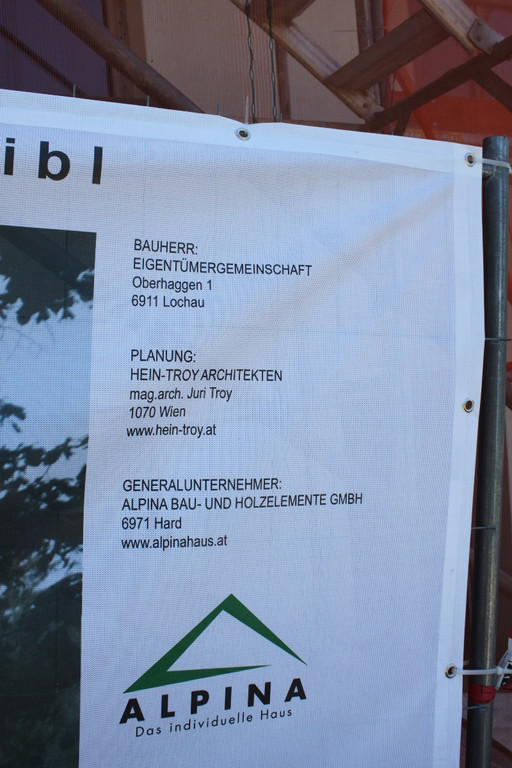 ibl
BAUHERR:
EIGENTÜMERGEMEINSCHAFT
Oberhaggen 1
6911 Lochau
PLANUNG:
HEIN-TROY ARCHITEKTEN
mag.arch. Juri Troy
1070 Wien
www.hein-troy.at
GENERALUNTERNEHMER:
ALPINA BAU- UND HOLZELEMENTE GMBH
6971 Hard
www.alpinahaus.at
ALPINA
Das individuelle Haus